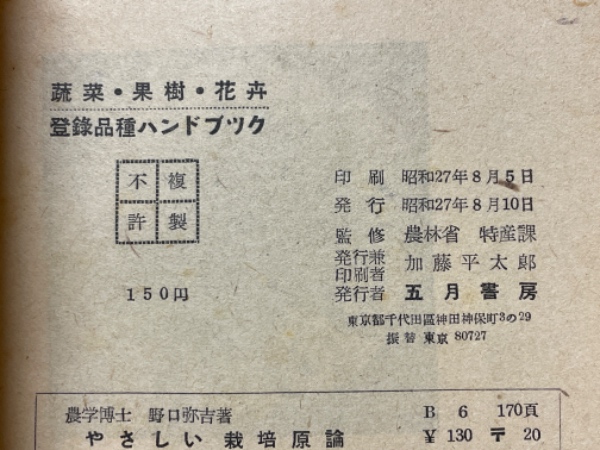 蔬菜・果樹・花卉
登錄品種ハンドブツク
不複
許製
150円
印刷 昭和27年8月5日
発行 昭和27年8月10日
監修 農林省 特産課
発行兼
印刷者 加藤平太郎
発行者 五月書房
東京都千代田區神田神保町3の29
振替 東京 80727
農学博士 野口弥吉著 B6 170頁
やさしい栽培原論 ¥130 〒20